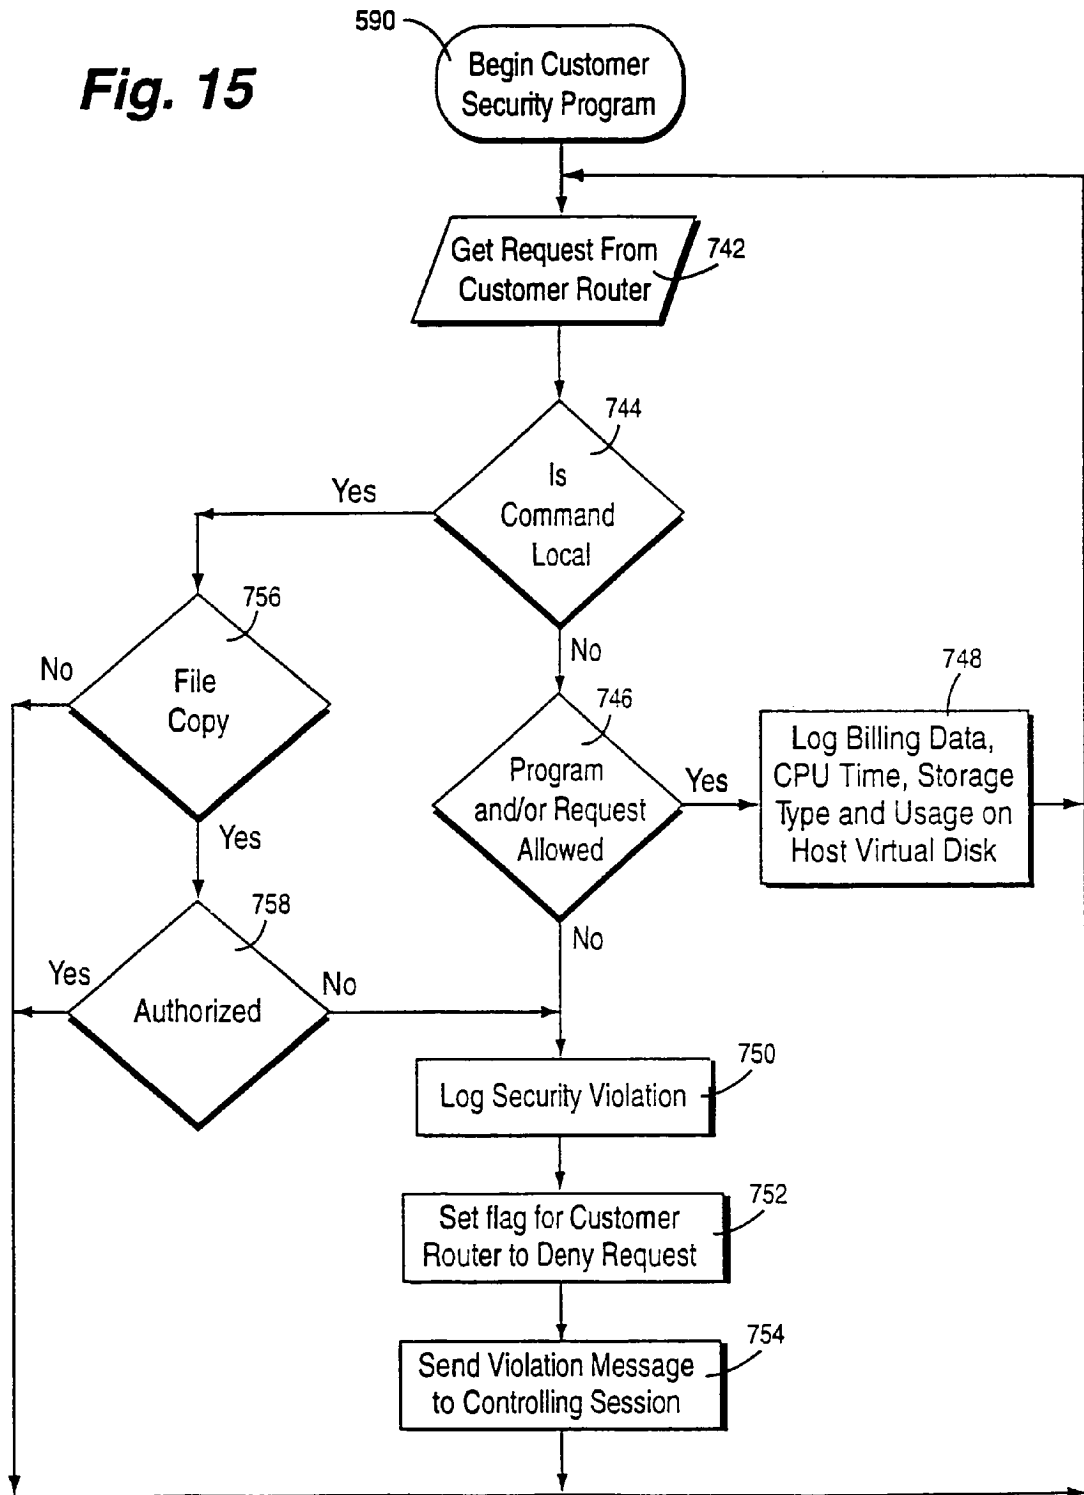 590
Fig. 15
Begin Customer
Security Program
Get Request From
Customer Router
742
744
Is
Command
Local
Yes
No
756
File
Copy
No
Yes
746
Program
and/or Request
Allowed
Yes
No
748
Log Billing Data,
CPU Time, Storage
Type and Usage on
Host Virtual Disk
758
Authorized
Yes
No
750
Log Security Violation
752
Set flag for Customer
Router to Deny Request
754
Send Violation Message
to Controlling Session